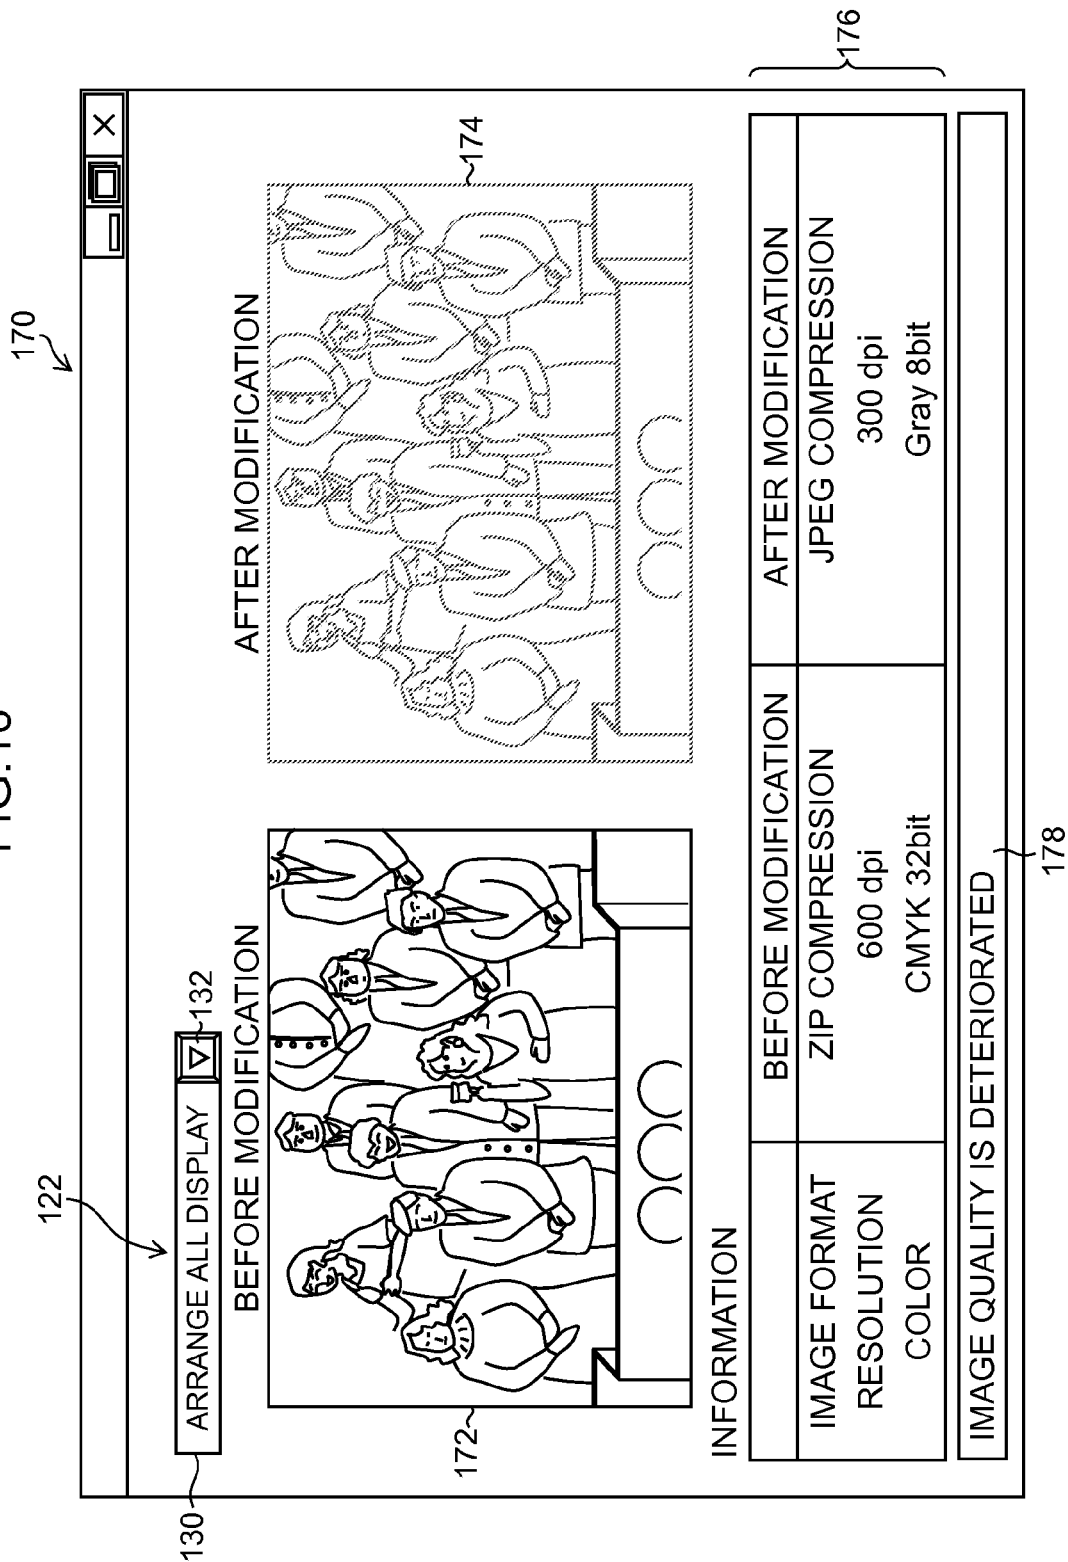 170
122
130
ARRANGE ALL DISPLAY
132
BEFORE MODIFICATION
AFTER MODIFICATION
172
174
INFORMATION
BEFORE MODIFICATION AFTER MODIFICATION
IMAGE FORMAT ZIP COMPRESSION JPEG COMPRESSION
RESOLUTION 600 dpi 300 dpi
COLOR CMYK 32bit Gray 8bit
176
IMAGE QUALITY IS DETERIORATED
178